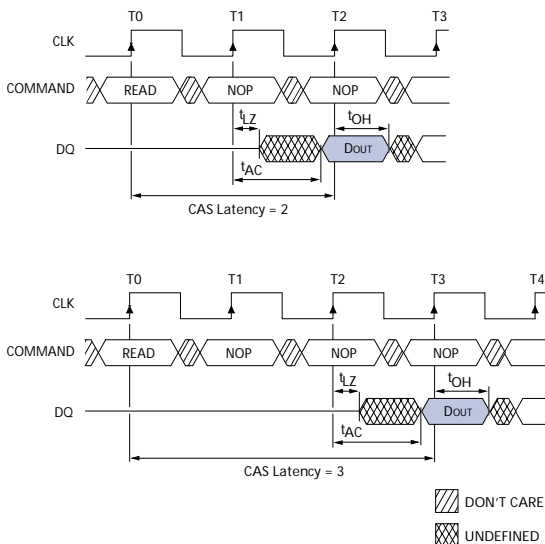 T0 T1 T2 T3
CLK
COMMAND READ NOP NOP
tLZ tOH
DQ DOUT
tAC
CAS Latency = 2
T0 T1 T2 T3 T4
CLK
COMMAND READ NOP NOP NOP
tLZ tOH
DQ DOUT
tAC
CAS Latency = 3
DON'T CARE
UNDEFINED